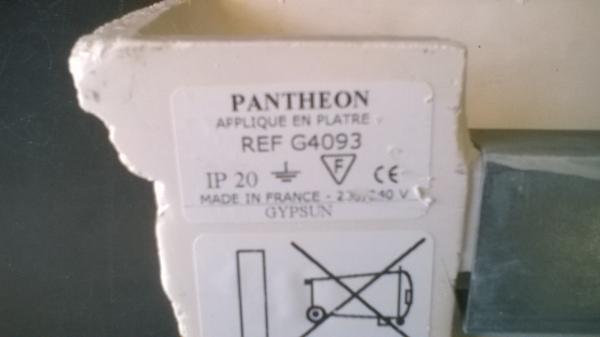 PANTHEON
APPLIQUE EN PLATRE
REF G4093
IP 20 F CE
MADE IN FRANCE - 230/240 V
GYPSUN